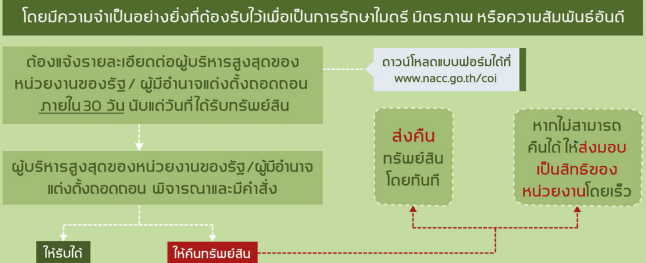 โดยมีความจำเป็นอย่างยิ่งที่ต้องรับไว้เพื่อเป็นการรักษาไมตรี มิตรภาพ หรือความสัมพันธ์อันดี
ต้องแจ้งรายละเอียดต่อผู้บริหารสูงสุดของ
หน่วยงานของรัฐ/ ผู้มีอำนาจแต่งตั้งถอดถอน
ภายใน 30 วัน นับแต่วันที่ได้รับทรัพย์สิน
ดาวน์โหลดแบบฟอร์มได้ที่
www.nacc.go.th/coi
ผู้บริหารสูงสุดของหน่วยงานของรัฐ/ผู้มีอำนาจ
แต่งตั้งถอดถอน พิจารณาและมีคำสั่ง
ส่งคืน
ทรัพย์สิน
โดยทันที
หากไม่สามารถ
คืนได้ ให้ส่งมอบ
เป็นสิทธิของ
หน่วยงานโดยเร็ว
ให้รับได้
ให้คืนทรัพย์สิน